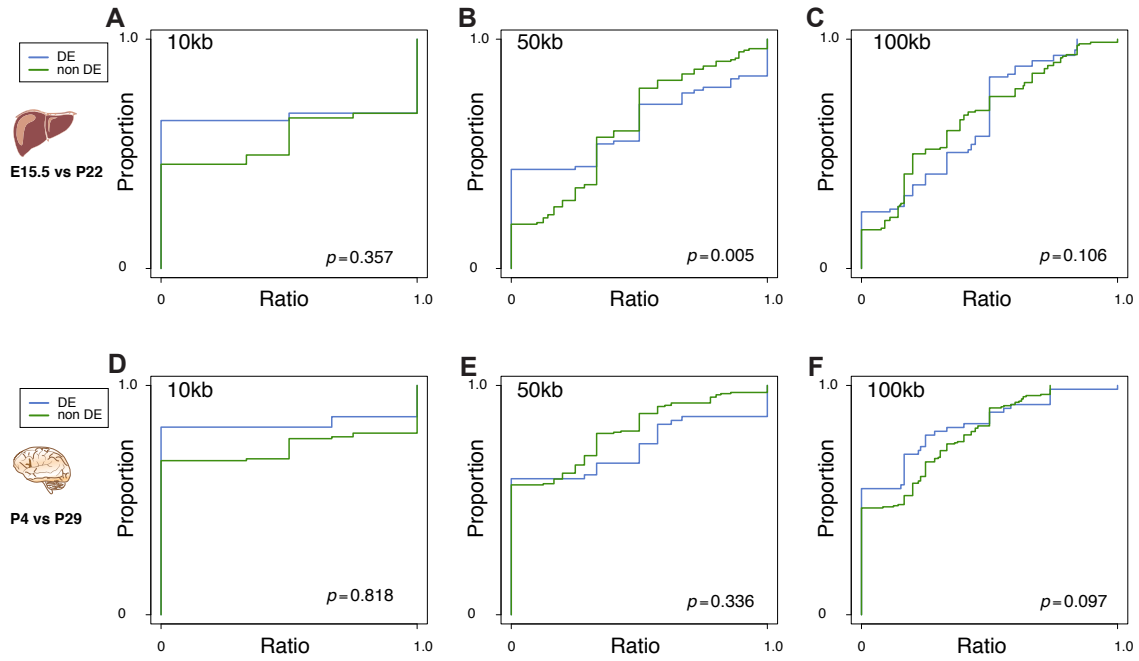 A
B
C
DE
non DE
E15.5 vs P22
10kb
1.0
Proportion
0
p=0.357
0
Ratio
1.0
50kb
1.0
Proportion
0
p=0.005
0
Ratio
1.0
100kb
1.0
Proportion
0
p=0.106
0
Ratio
1.0
D
E
F
DE
non DE
P4 vs P29
10kb
1.0
Proportion
0
p=0.818
0
Ratio
1.0
50kb
1.0
Proportion
0
p=0.336
0
Ratio
1.0
100kb
1.0
Proportion
0
p=0.097
0
Ratio
1.0